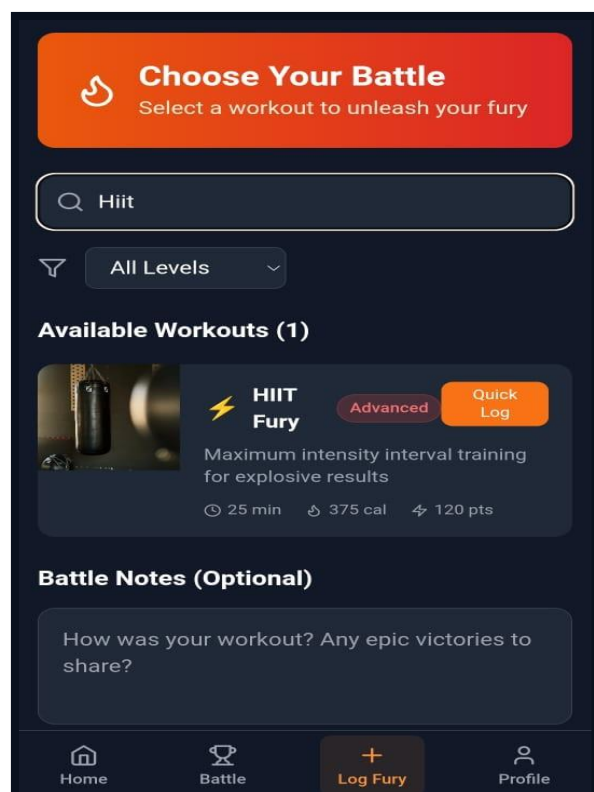 Choose Your Battle
Select a workout to unleash your fury
Hiit
All Levels
Available Workouts (1)
HIIT
Fury
Advanced
Quick
Log
Maximum intensity interval training
for explosive results
25 min 375 cal 120 pts
Battle Notes (Optional)
How was your workout? Any epic victories to
share?
Home Battle Log Fury Profile